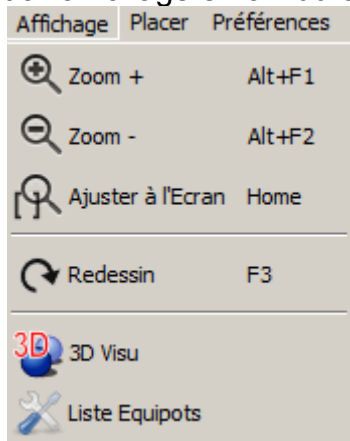 Affichage Placer Préférences
Zoom + Alt+F1
Zoom - Alt+F2
Ajuster à l'Ecran Home
Redessin F3
3D 3D Visu
Liste Equipots